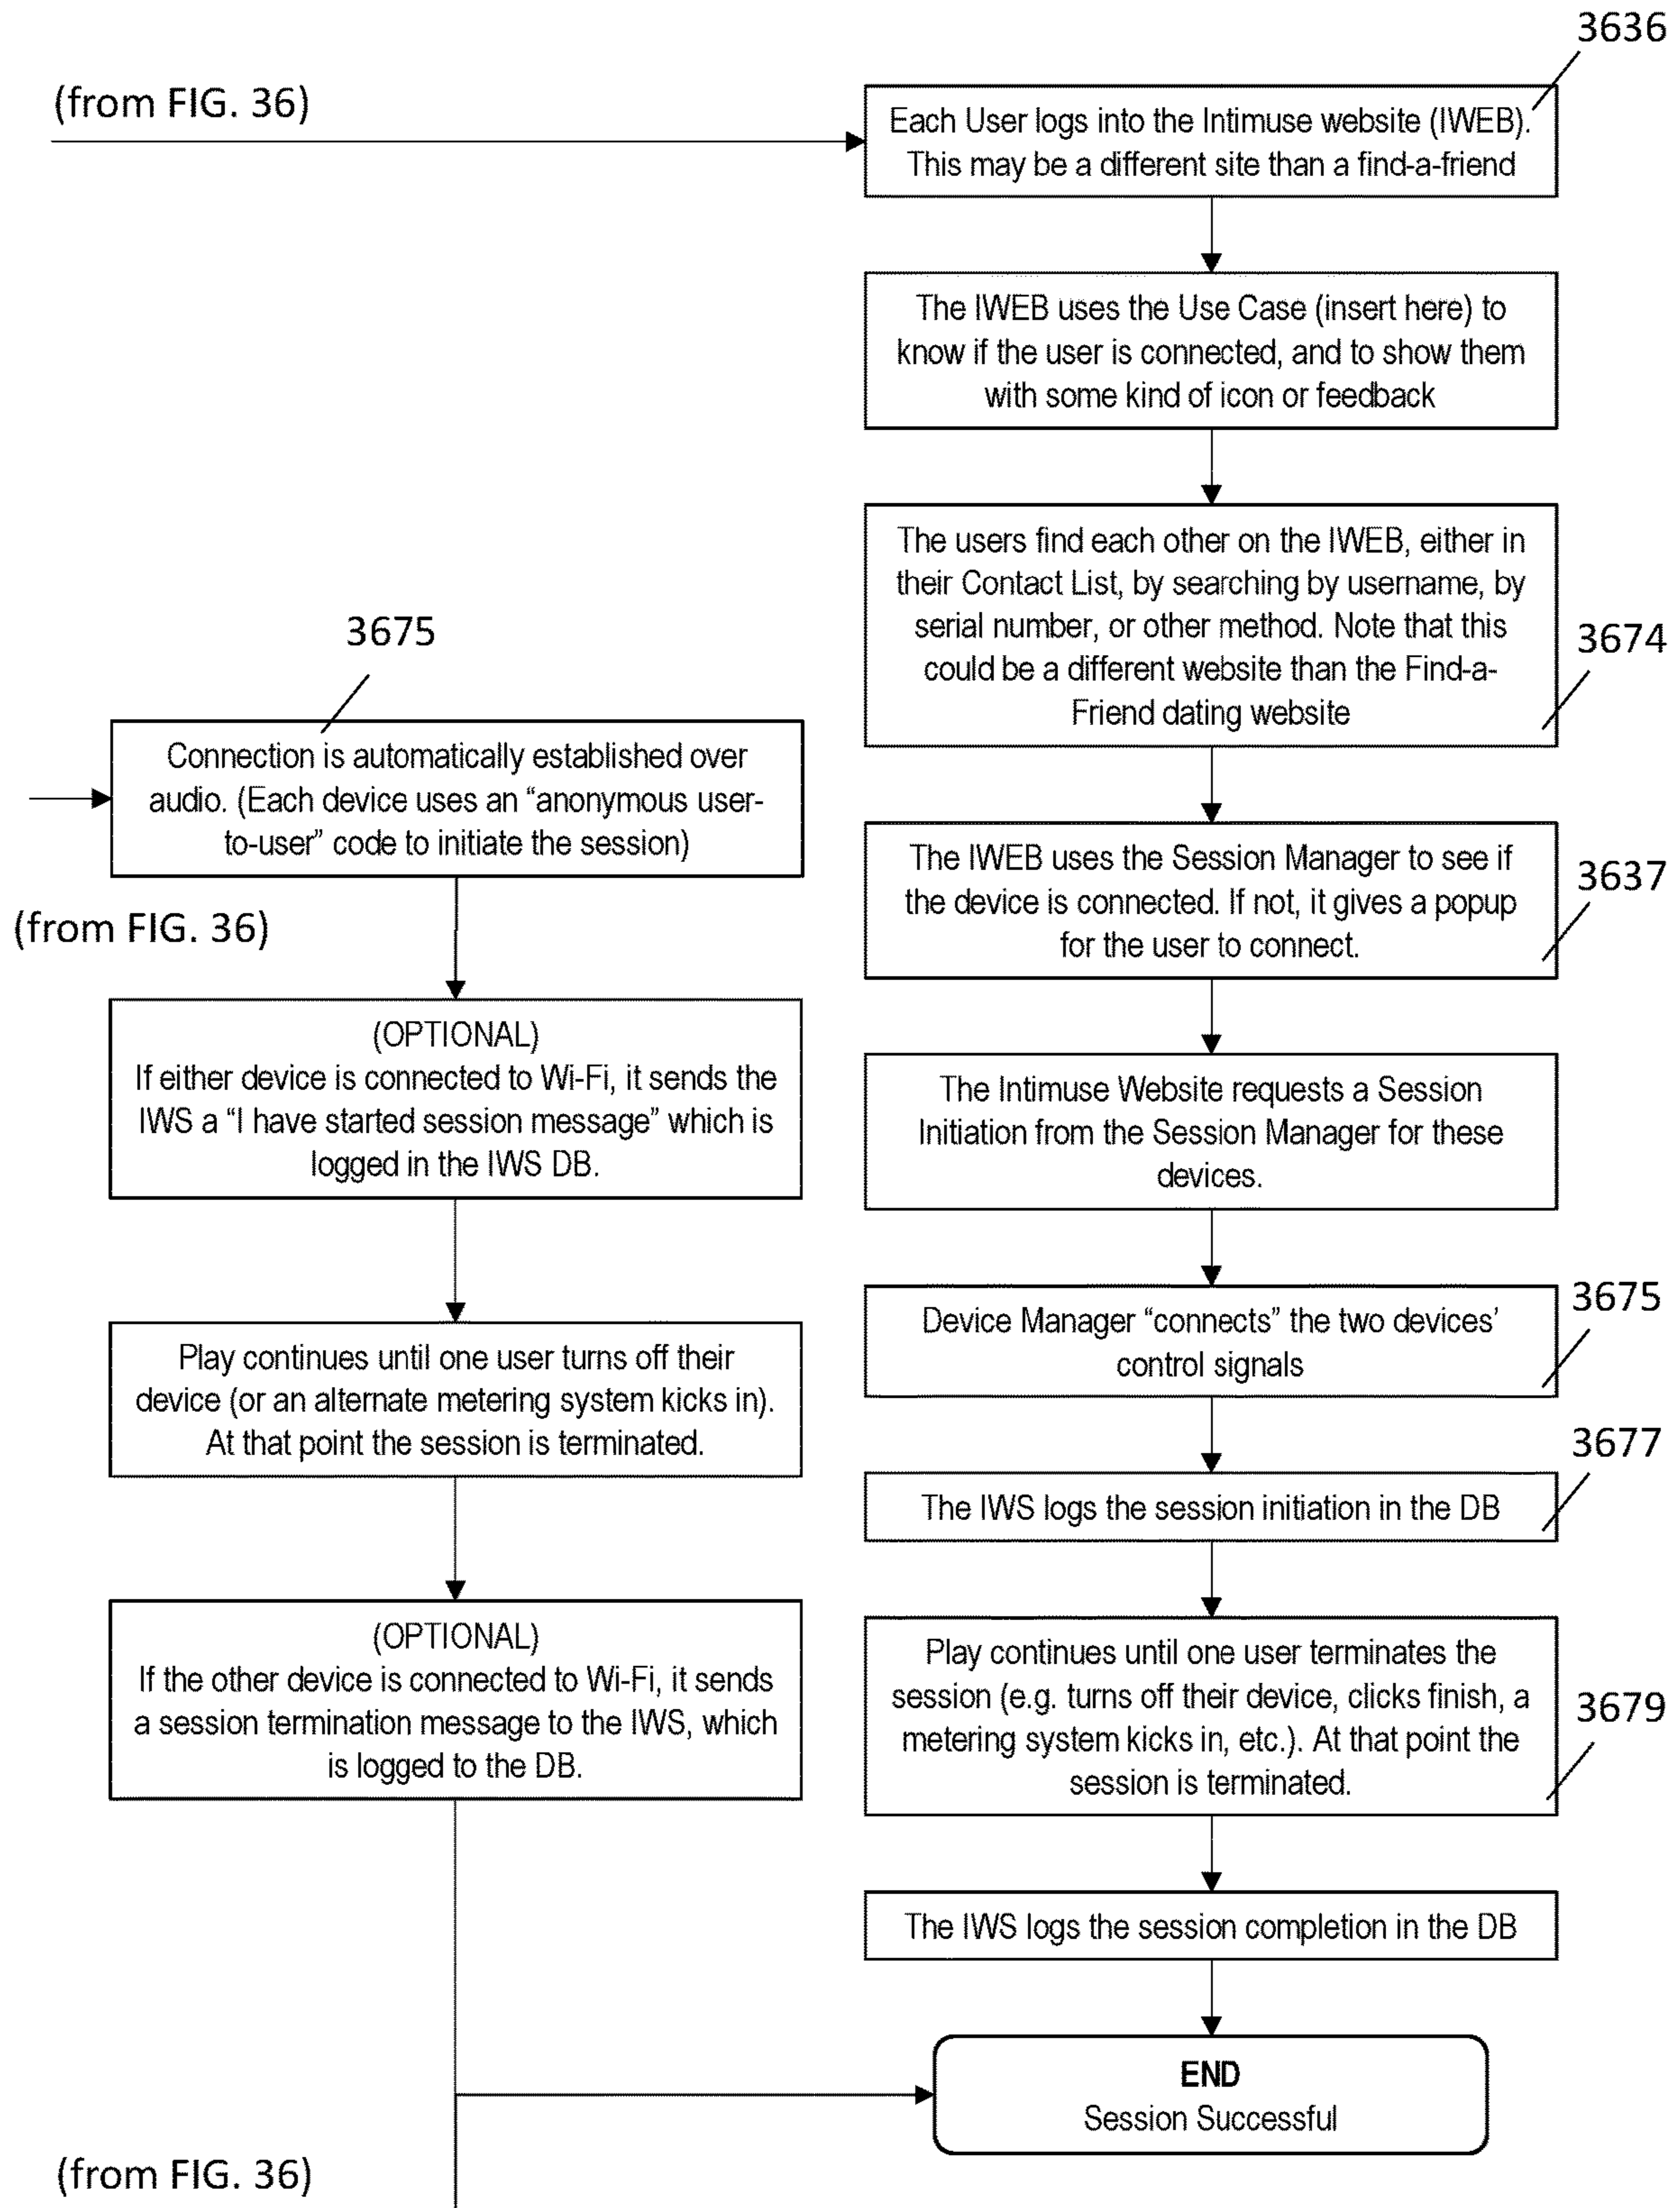 3636
(from FIG. 36)
Each User logs into the Intimuse website (IWEB).
This may be a different site than a find-a-friend
The IWEB uses the Use Case (insert here) to
know if the user is connected, and to show them
with some kind of icon or feedback
The users find each other on the IWEB, either in
their Contact List, by searching by username, by
serial number, or other method. Note that this
could be a different website than the Find-a-
Friend dating website
3674
3675
Connection is automatically established over
audio. (Each device uses an “anonymous user-
to-user” code to initiate the session)
(from FIG. 36)
The IWEB uses the Session Manager to see if
the device is connected. If not, it gives a popup
for the user to connect.
3637
(OPTIONAL)
If either device is connected to Wi-Fi, it sends the
IWS a “I have started session message” which is
logged in the IWS DB.
The Intimuse Website requests a Session
Initiation from the Session Manager for these
devices.
3675
Device Manager “connects” the two devices’
control signals
Play continues until one user turns off their
device (or an alternate metering system kicks in).
At that point the session is terminated.
3677
The IWS logs the session initiation in the DB
(OPTIONAL)
If the other device is connected to Wi-Fi, it sends
a session termination message to the IWS, which
is logged to the DB.
Play continues until one user terminates the
session (e.g. turns off their device, clicks finish, a
metering system kicks in, etc.). At that point the
session is terminated.
3679
The IWS logs the session completion in the DB
END
Session Successful
(from FIG. 36)